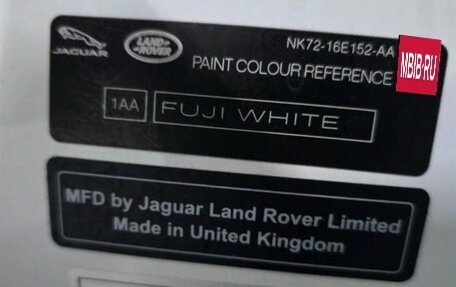 JAGUAR
LAND ROVER
NK72-16E152-AA
MBIB.RU
PAINT COLOUR REFERENCE
1AA FUJI WHITE
MFD by Jaguar Land Rover Limited
Made in United Kingdom